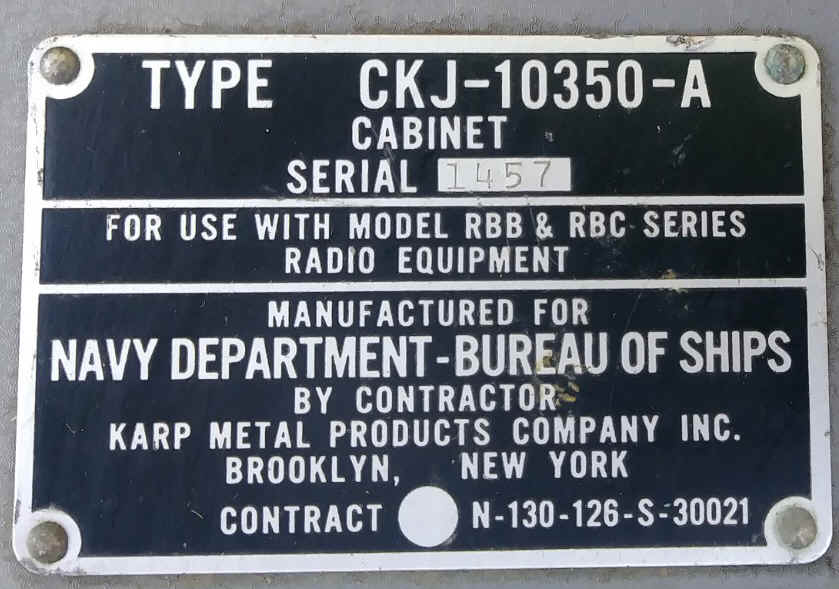 TYPE CKJ-10350-A
CABINET
SERIAL 1457
FOR USE WITH MODEL RBB & RBC SERIES
RADIO EQUIPMENT
MANUFACTURED FOR
NAVY DEPARTMENT-BUREAU OF SHIPS
BY CONTRACTOR
KARP METAL PRODUCTS COMPANY INC.
BROOKLYN, NEW YORK
CONTRACT N-130-126-S-30021